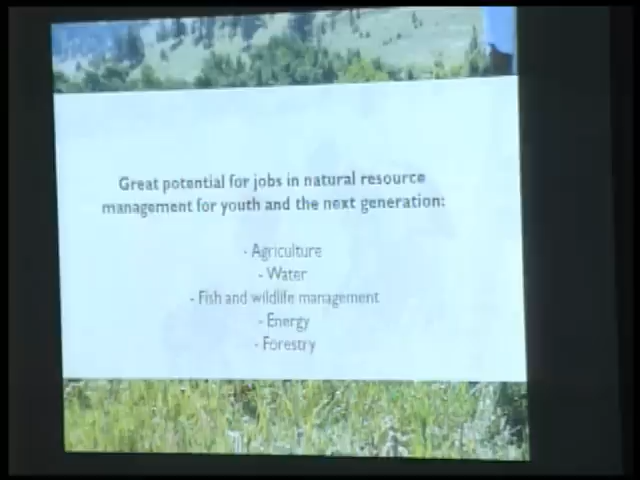 Great potential for jobs in natural resource
management for youth and the next generation:
- Agriculture
- Water
- Fish and wildlife management
- Energy
- Forestry